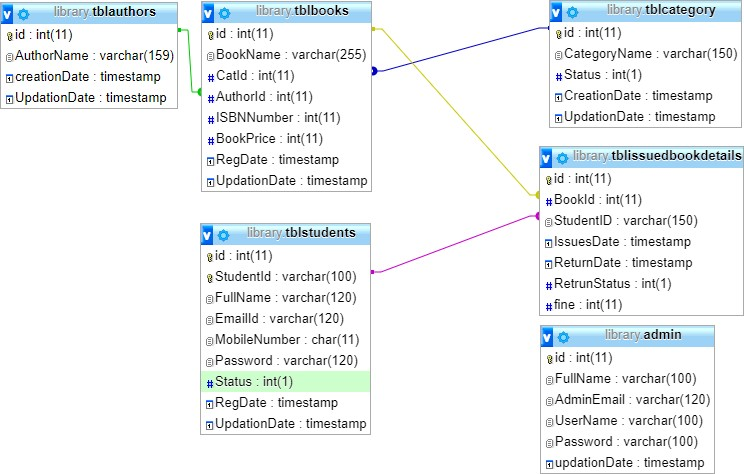 library.tblauthors
id : int(11)
AuthorName : varchar(159)
creationDate : timestamp
UpdationDate : timestamp
library.tblbooks
id : int(11)
BookName : varchar(255)
CatId : int(11)
AuthorId : int(11)
ISBNNumber : int(11)
BookPrice : int(11)
RegDate : timestamp
UpdationDate : timestamp
library.tblcategory
id : int(11)
CategoryName : varchar(150)
Status : int(1)
CreationDate : timestamp
UpdationDate : timestamp
library.tblissuedbookdetails
id : int(11)
BookId : int(11)
StudentID : varchar(150)
IssuesDate : timestamp
ReturnDate : timestamp
RetrunStatus : int(1)
fine : int(11)
library.tblstudents
id : int(11)
StudentId : varchar(100)
FullName : varchar(120)
EmailId : varchar(120)
MobileNumber : char(11)
Password : varchar(120)
Status : int(1)
RegDate : timestamp
UpdationDate : timestamp
library.admin
id : int(11)
FullName : varchar(100)
AdminEmail : varchar(120)
UserName : varchar(100)
Password : varchar(100)
updationDate : timestamp